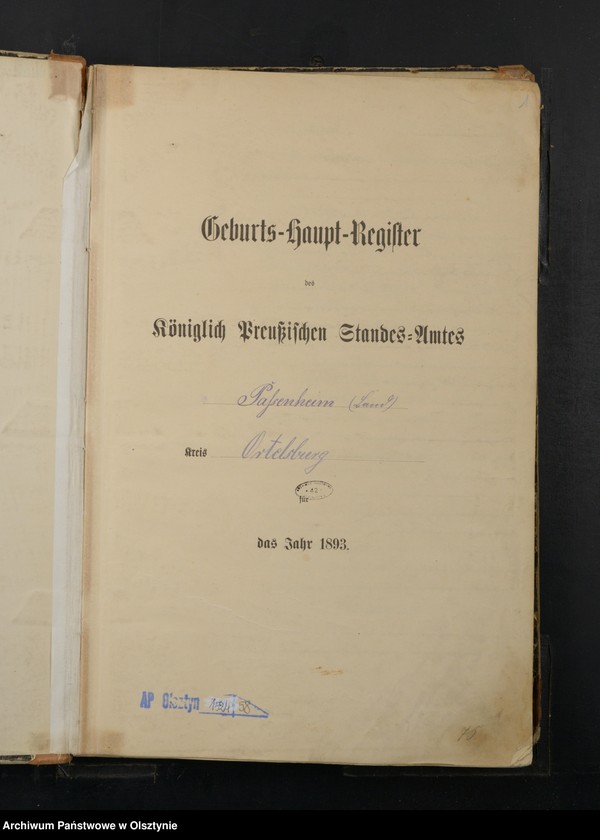 Geburts-Haupt-Register
des
Königlich Preußischen Standes-Amtes
Paßenheim (Land)
Kreis Ortelsburg
für
das Jahr 1893.
AP Olsztyn
75
Archiwum Państwowe w Olsztynie